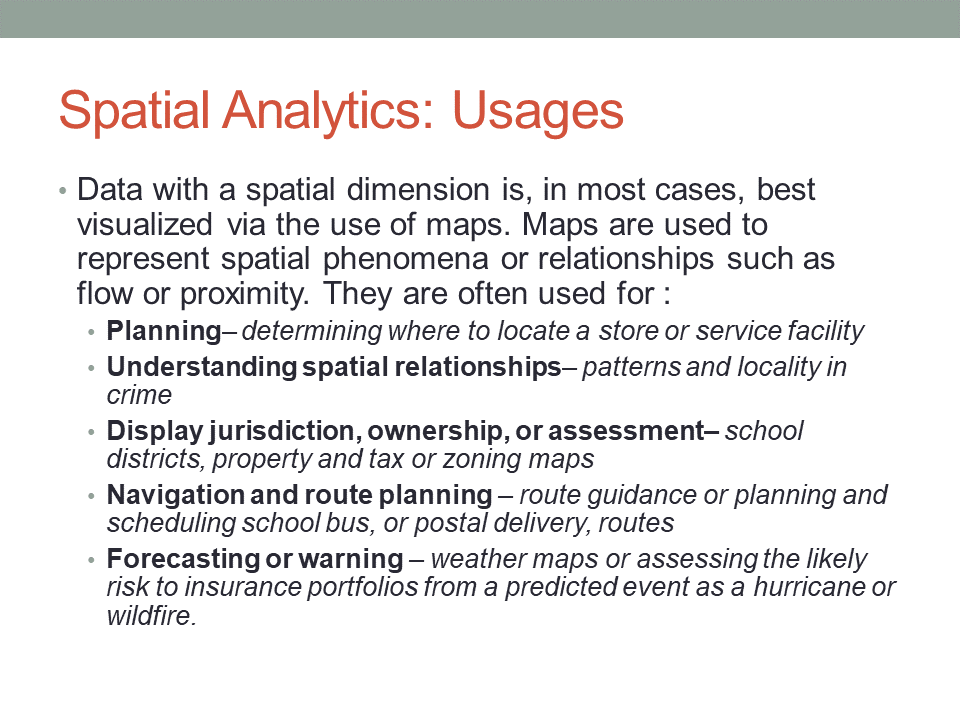 Spatial Analytics: Usages
• Data with a spatial dimension is, in most cases, best
visualized via the use of maps. Maps are used to
represent spatial phenomena or relationships such as
flow or proximity. They are often used for :
• Planning– determining where to locate a store or service facility
• Understanding spatial relationships– patterns and locality in
crime
• Display jurisdiction, ownership, or assessment– school
districts, property and tax or zoning maps
• Navigation and route planning – route guidance or planning and
scheduling school bus, or postal delivery, routes
• Forecasting or warning – weather maps or assessing the likely
risk to insurance portfolios from a predicted event as a hurricane or
wildfire.